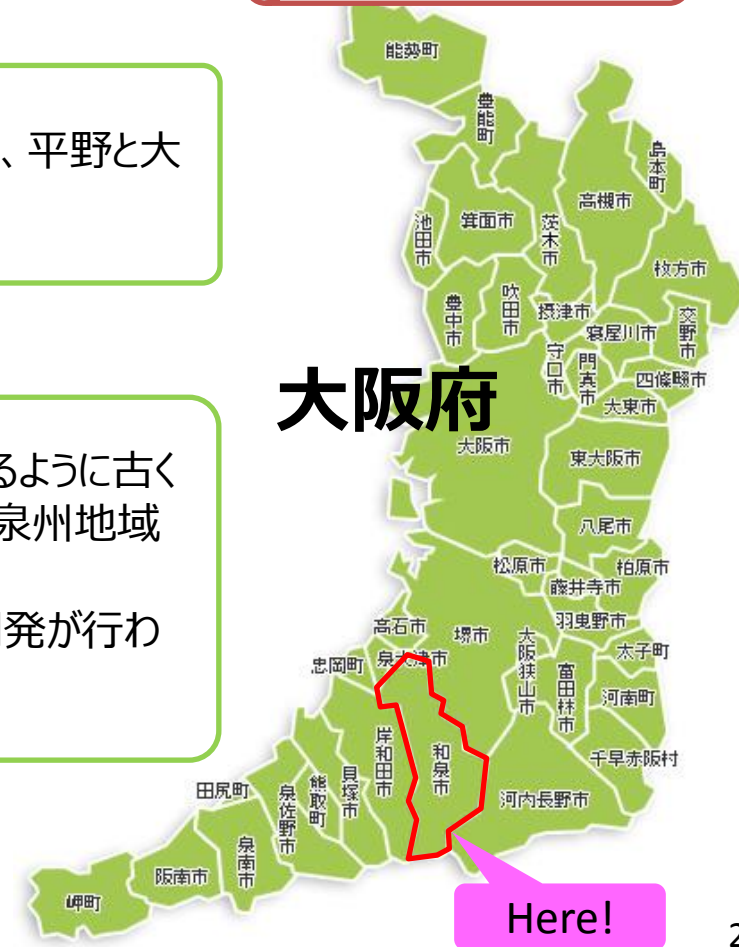 能勢町
豊能町
、平野と大
島本町
高槻市
茨木市
箕面市
池田市
枚方市
吹田市
豊中市
摂津市
交野市
寝屋川市
守口市
門真市
四條畷市
大阪府
大東市
大阪市
東大阪市
るように古く
泉州地域
八尾市
松原市
柏原市
藤井寺市
発が行わ
羽曳野市
高石市
堺市
大阪狭山市
太子町
忠岡町
泉大津市
富田林市
河南町
岸和田市
和泉市
千早赤阪村
貝塚市
熊取町
田尻町
泉佐野市
河内長野市
泉南市
阪南市
岬町
Here!
2